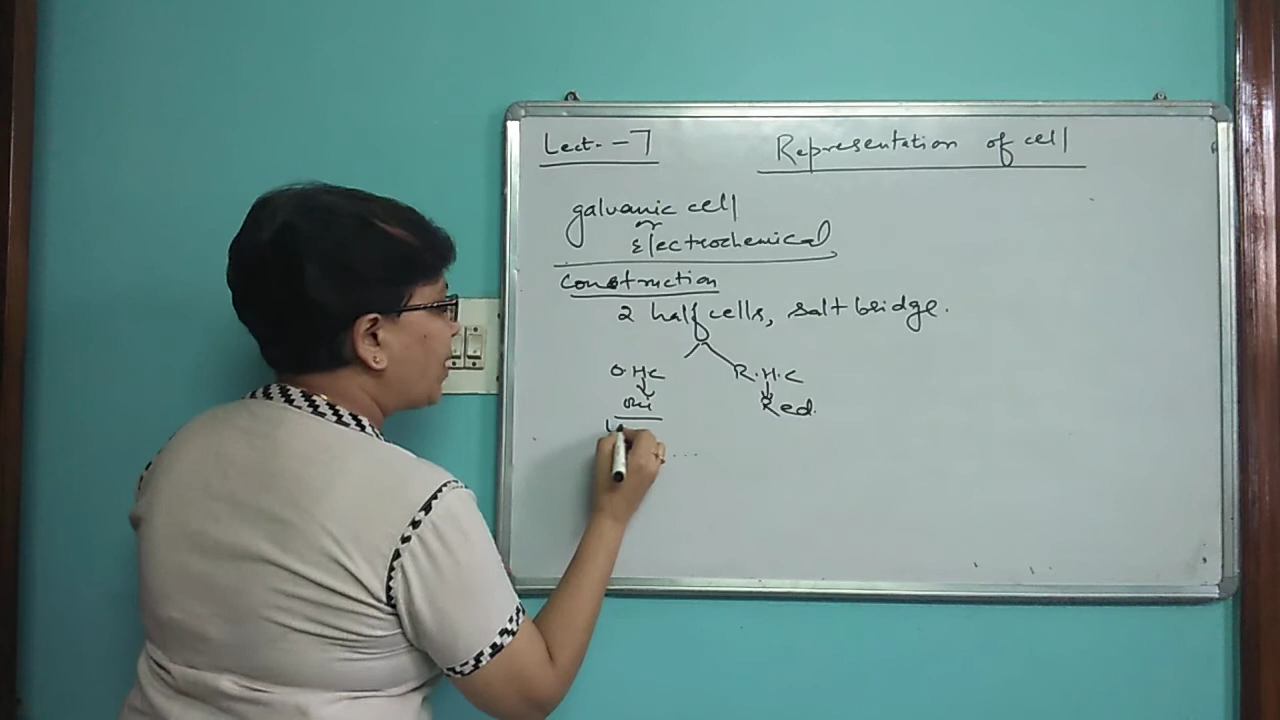 Lect. - 7
Representation of cell
galvanic cell
or
Electrochemical
Construction
2 half cells, salt bridge.
O.H.C R.H.C
Oxi Red.